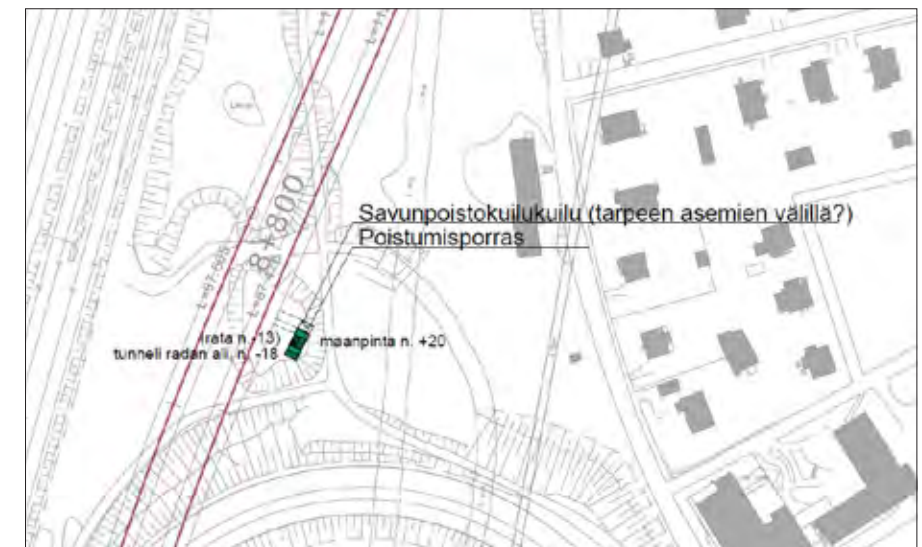 Savunpoistokuilukuilu (tarpeen asemien välillä?)
Poistumisporras
8+800
(rata n. -13)
maanpinta n. +20
tunneli radan ali, n. -18